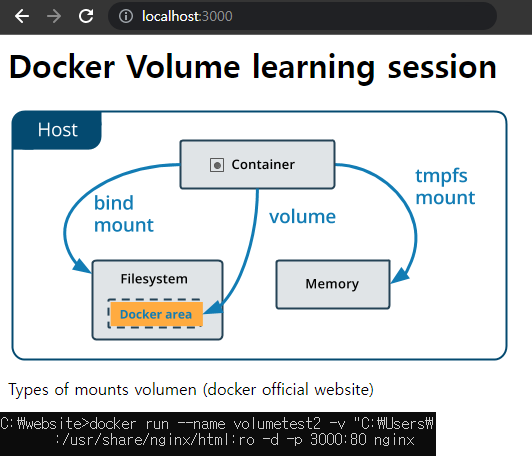 localhost:3000
Docker Volume learning session
Host
Container
bind
mount
volume
tmpfs
mount
Filesystem
Docker area
Memory
Types of mounts volumen (docker official website)
C:₩website>docker run --name volumetest2 -v "C:₩Users₩
:/usr/share/nginx/html:ro -d -p 3000:80 nginx